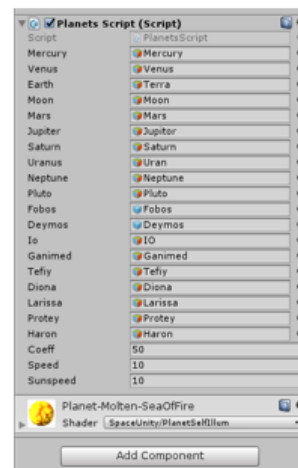 Planets Script (Script)
Script PlanetsScript
Mercury Mercury
Venus Venus
Earth Terra
Moon Moon
Mars Mars
Jupiter Jupitor
Saturn Saturn
Uranus Uran
Neptune Neptune
Pluto Pluto
Fobos Fobos
Deymos Deymos
Io IO
Ganimed Ganimed
Tefiy Tefiy
Diona Diona
Larissa Larissa
Protey Protey
Haron Haron
Coeff 50
Speed 10
Sunspeed 10
Planet-Molten-SeaOfFire
Shader SpaceUnity/PlanetSelfIllum
Add Component